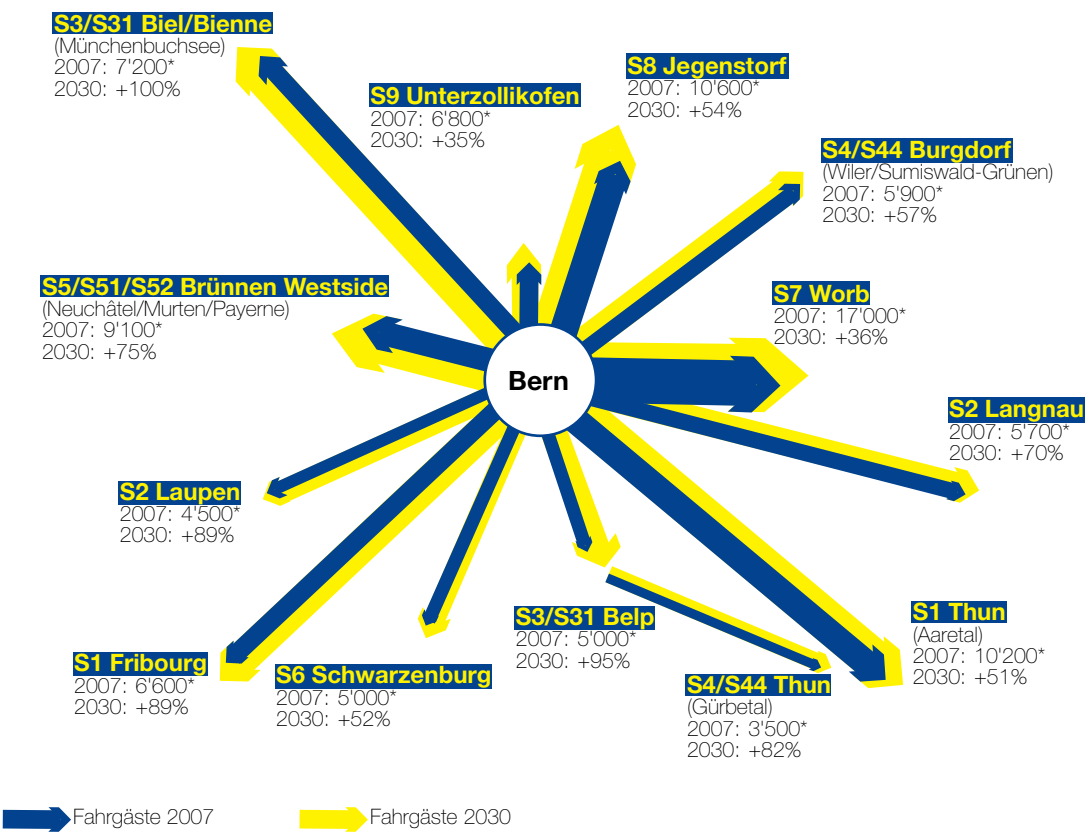 S3/S31 Biel/Bienne
(Münchenbuchsee)
2007: 7'200*
2030: +100%
S9 Unterzollikofen
2007: 6'800*
2030: +35%
S8 Jegenstorf
2007: 10'600*
2030: +54%
S4/S44 Burgdorf
(Wiler/Sumiswald-Grünen)
2007: 5'900*
2030: +57%
S5/S51/S52 Brünnen Westside
(Neuchâtel/Murten/Payerne)
2007: 9'100*
2030: +75%
S7 Worb
2007: 17'000*
2030: +36%
Bern
S2 Langnau
2007: 5'700*
2030: +70%
S2 Laupen
2007: 4'500*
2030: +89%
S3/S31 Belp
2007: 5'000*
2030: +95%
S1 Thun
(Aaretal)
2007: 10'200*
2030: +51%
S1 Fribourg
2007: 6'600*
2030: +89%
S6 Schwarzenburg
2007: 5'000*
2030: +52%
S4/S44 Thun
(Gürbetal)
2007: 3'500*
2030: +82%
Fahrgäste 2007
Fahrgäste 2030